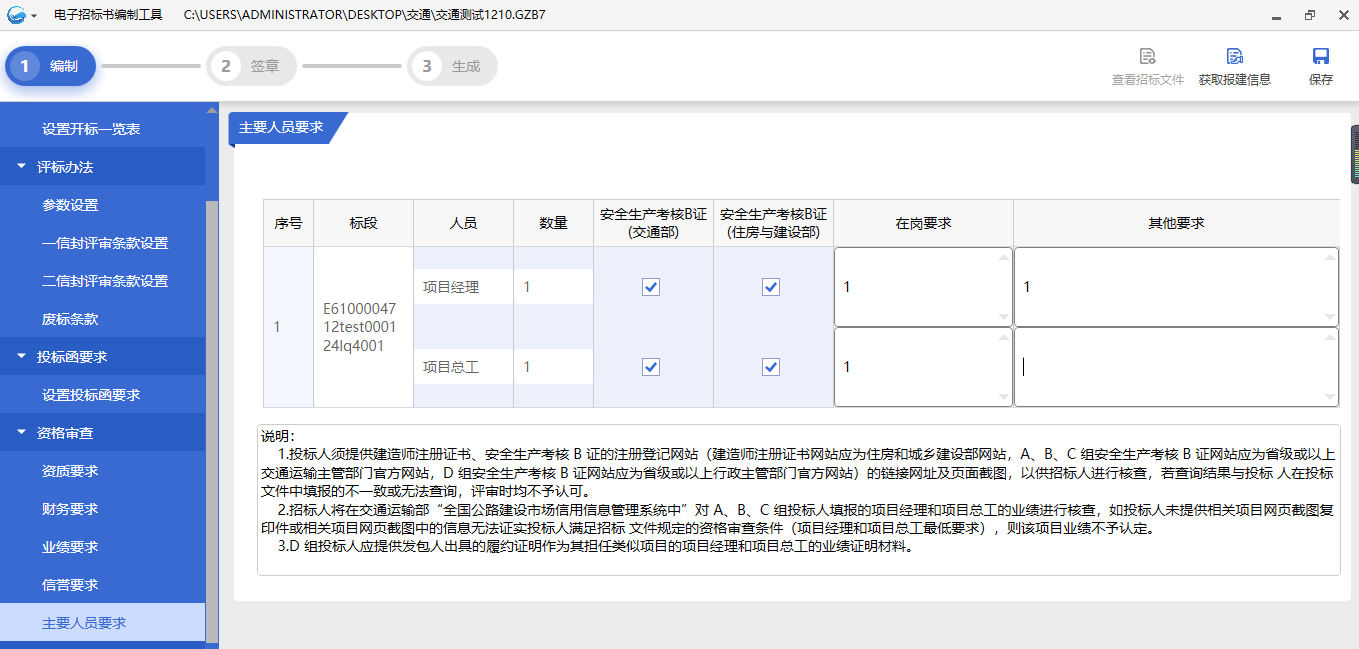 电子招标书编制工具 C:\USERS\ADMINISTRATOR\DESKTOP\交通\交通测试1210.GZB7
1 编制
2 签章
3 生成
查看招标文件
获取报建信息
保存
设置开标一览表
评标办法
参数设置
一信封评审条款设置
二信封评审条款设置
废标条款
投标函要求
设置投标函要求
资格审查
资质要求
财务要求
业绩要求
信誉要求
主要人员要求
主要人员要求
序号 标段 人员 数量 安全生产考核B证 安全生产考核B证 在岗要求 其他要求
(交通部) (住房与建设部)
项目经理 1 1 1
E61000047
1 12test0001
24lq4001
项目总工 1 1
说明：
1.投标人须提供建造师注册证书、安全生产考核 B 证的注册登记网站（建造师注册证书网站应为住房和城乡建设部网站，A、B、C 组安全生产考核 B 证网站应为省级或以上
交通运输主管部门官方网站，D 组安全生产考核 B 证网站应为省级或以上行政主管部门官方网站）的链接网址及页面截图，以供招标人进行核查，若查询结果与投标 人在投标
文件中填报的不一致或无法查询，评审时均不予认可。
2.招标人将在交通运输部“全国公路建设市场信用信息管理系统中”对 A、B、C 组投标人填报的项目经理和项目总工的业绩进行核查，如投标人未提供相关项目网页截图复
印件或相关项目网页截图中的信息无法证实投标人满足招标 文件规定的资格审查条件（项目经理和项目总工最低要求），则该项目业绩不予认定。
3.D 组投标人应提供发包人出具的履约证明作为其担任类似项目的项目经理和项目总工的业绩证明材料。